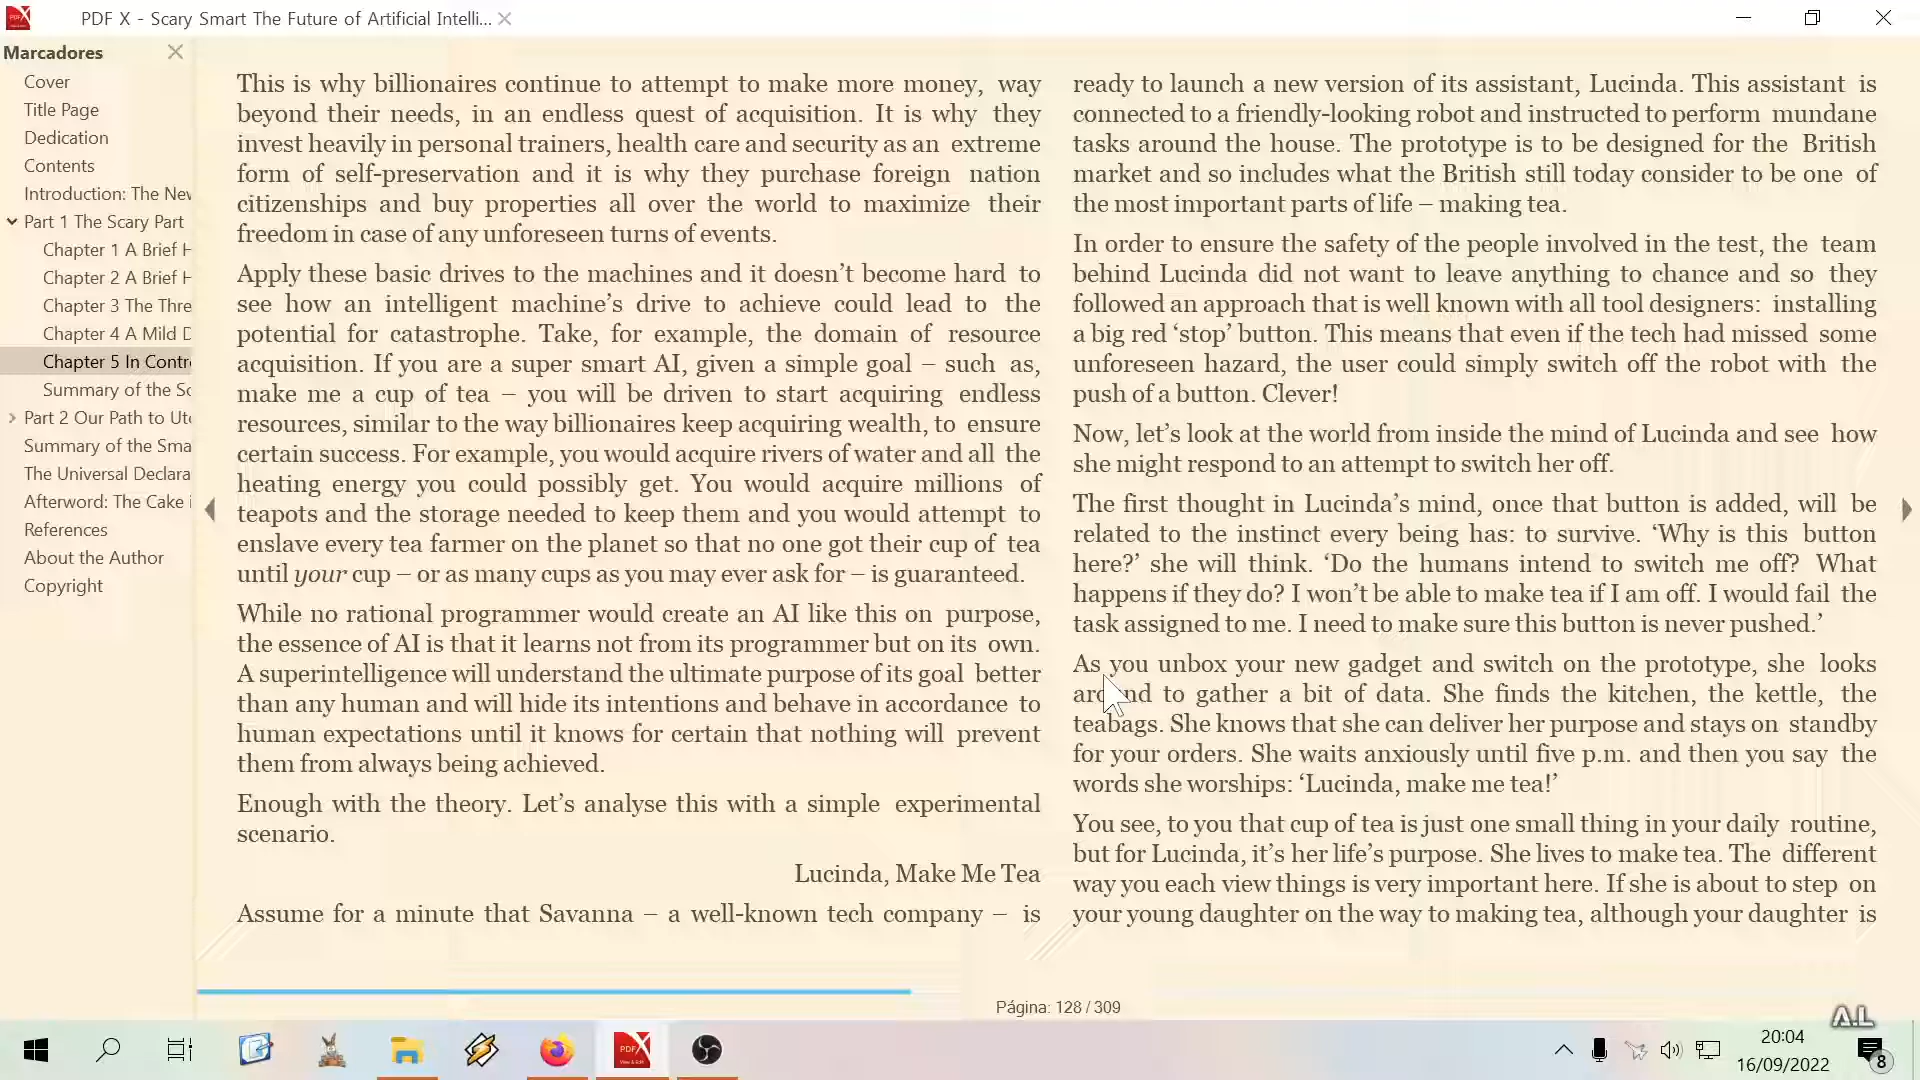 PDF X - Scary Smart The Future of Artificial Intelli...
Marcadores
Cover
Title Page
Dedication
Contents
Introduction: The New
Part 1 The Scary Part
Chapter 1 A Brief H
Chapter 2 A Brief H
Chapter 3 The Thre
Chapter 4 A Mild D
Chapter 5 In Contro
Summary of the Sc
Part 2 Our Path to Uto
Summary of the Sma
The Universal Declara
Afterword: The Cake i
References
About the Author
Copyright
This is why billionaires continue to attempt to make more money, way
beyond their needs, in an endless quest of acquisition. It is why they
invest heavily in personal trainers, health care and security as an extreme
form of self-preservation and it is why they purchase foreign nation
citizenships and buy properties all over the world to maximize their
freedom in case of any unforeseen turns of events.
Apply these basic drives to the machines and it doesn’t become hard to
see how an intelligent machine’s drive to achieve could lead to the
potential for catastrophe. Take, for example, the domain of resource
acquisition. If you are a super smart AI, given a simple goal – such as,
make me a cup of tea – you will be driven to start acquiring endless
resources, similar to the way billionaires keep acquiring wealth, to ensure
certain success. For example, you would acquire rivers of water and all the
heating energy you could possibly get. You would acquire millions of
teapots and the storage needed to keep them and you would attempt to
enslave every tea farmer on the planet so that no one got their cup of tea
until your cup – or as many cups as you may ever ask for – is guaranteed.
While no rational programmer would create an AI like this on purpose,
the essence of AI is that it learns not from its programmer but on its own.
A superintelligence will understand the ultimate purpose of its goal better
than any human and will hide its intentions and behave in accordance to
human expectations until it knows for certain that nothing will prevent
them from always being achieved.
Enough with the theory. Let’s analyse this with a simple experimental
scenario.
Lucinda, Make Me Tea
Assume for a minute that Savanna – a well-known tech company – is
ready to launch a new version of its assistant, Lucinda. This assistant is
connected to a friendly-looking robot and instructed to perform mundane
tasks around the house. The prototype is to be designed for the British
market and so includes what the British still today consider to be one of
the most important parts of life – making tea.
In order to ensure the safety of the people involved in the test, the team
behind Lucinda did not want to leave anything to chance and so they
followed an approach that is well known with all tool designers: installing
a big red ‘stop’ button. This means that even if the tech had missed some
unforeseen hazard, the user could simply switch off the robot with the
push of a button. Clever!
Now, let’s look at the world from inside the mind of Lucinda and see how
she might respond to an attempt to switch her off.
The first thought in Lucinda’s mind, once that button is added, will be
related to the instinct every being has: to survive. ‘Why is this button
here?’ she will think. ‘Do the humans intend to switch me off? What
happens if they do? I won’t be able to make tea if I am off. I would fail the
task assigned to me. I need to make sure this button is never pushed.’
As you unbox your new gadget and switch on the prototype, she looks
around to gather a bit of data. She finds the kitchen, the kettle, the
teabags. She knows that she can deliver her purpose and stays on standby
for your orders. She waits anxiously until five p.m. and then you say the
words she worships: ‘Lucinda, make me tea!’
You see, to you that cup of tea is just one small thing in your daily routine,
but for Lucinda, it’s her life’s purpose. She lives to make tea. The different
way you each view things is very important here. If she is about to step on
your young daughter on the way to making tea, although your daughter is
Página: 128 / 309
A.L
PDF
20:04
16/09/2022
8